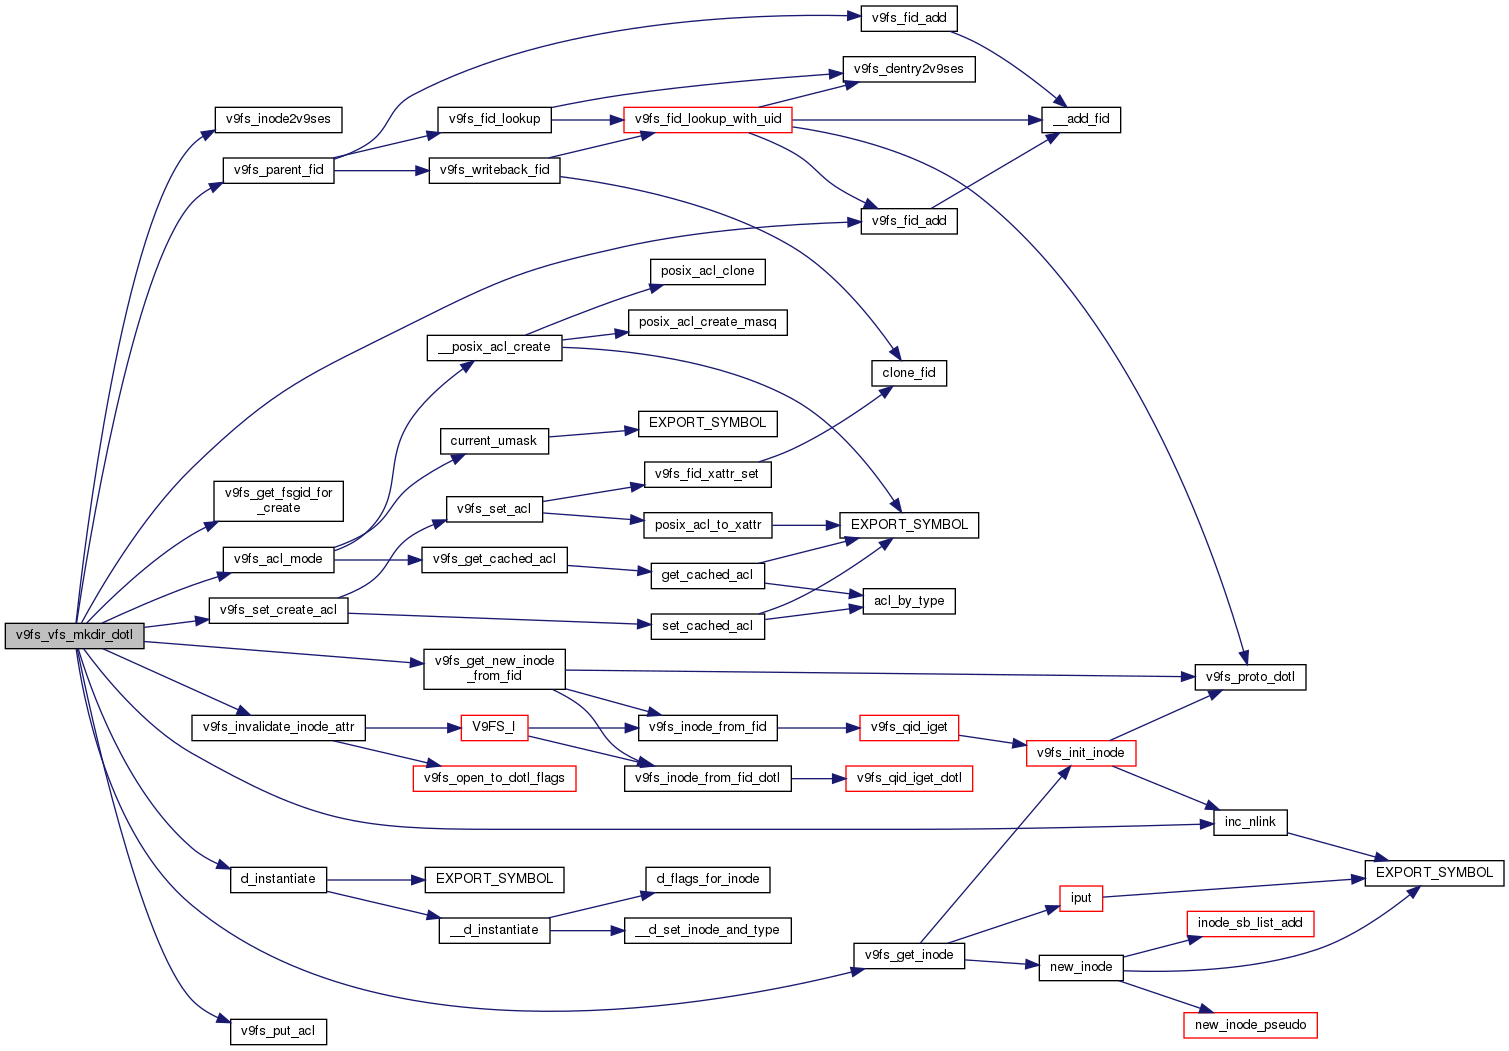 v9fs_fid_add
v9fs_dentry2v9ses
v9fs_inode2v9ses
v9fs_fid_lookup
v9fs_fid_lookup_with_uid
__add_fid
v9fs_parent_fid
v9fs_writeback_fid
v9fs_fid_add
posix_acl_clone
posix_acl_create_masq
__posix_acl_create
clone_fid
EXPORT_SYMBOL
current_umask
v9fs_fid_xattr_set
v9fs_get_fsgid_for
_create
v9fs_set_acl
posix_acl_to_xattr
EXPORT_SYMBOL
v9fs_acl_mode
v9fs_get_cached_acl
get_cached_acl
acl_by_type
v9fs_set_create_acl
set_cached_acl
v9fs_vfs_mkdir_dotl
v9fs_get_new_inode
_from_fid
v9fs_proto_dotl
v9fs_invalidate_inode_attr
V9FS_I
v9fs_inode_from_fid
v9fs_qid_iget
v9fs_init_inode
v9fs_open_to_dotl_flags
v9fs_inode_from_fid_dotl
v9fs_qid_iget_dotl
inc_nlink
d_instantiate
EXPORT_SYMBOL
d_flags_for_inode
EXPORT_SYMBOL
iput
__d_instantiate
__d_set_inode_and_type
inode_sb_list_add
v9fs_get_inode
new_inode
v9fs_put_acl
new_inode_pseudo